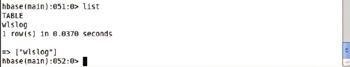 hbase(main):051:0> list
TABLE
wlslog
1 row(s) in 0.0370 seconds
=> ["wlslog"]
hbase(main):052:0>